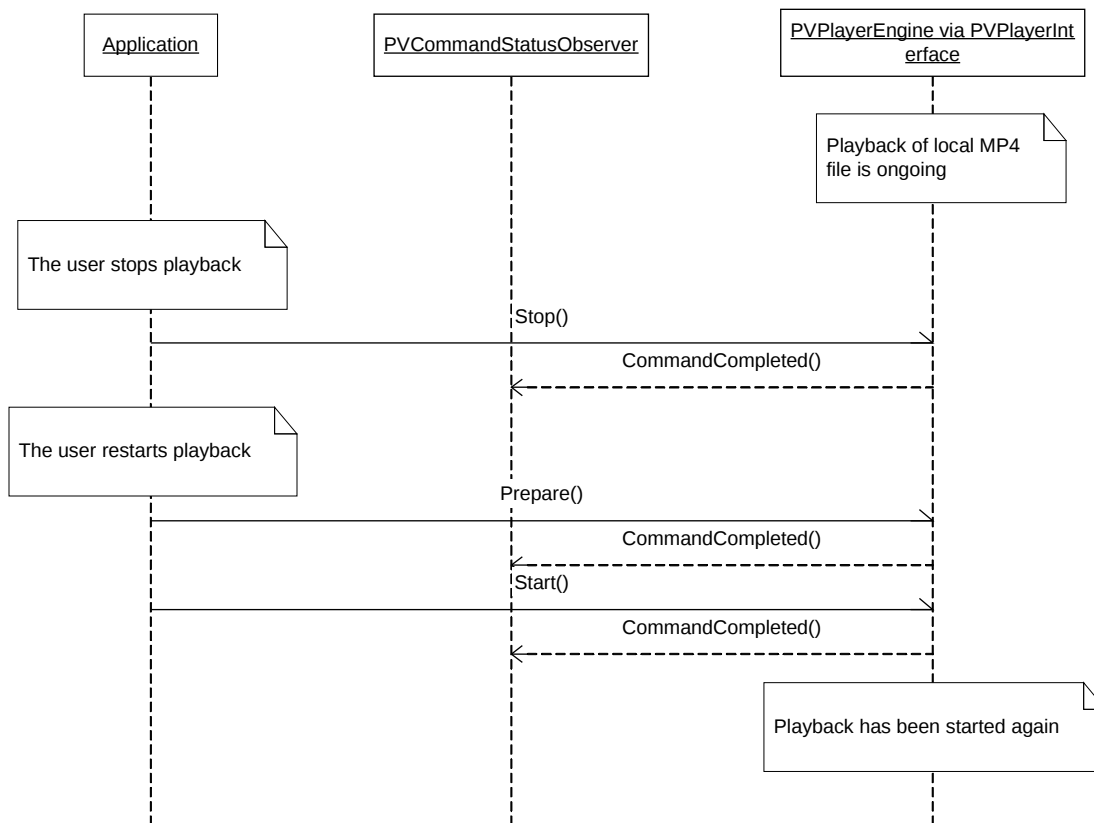 Application
PVCommandStatusObserver
PVPlayerEngine via PVPlayerInt
erface
Playback of local MP4
file is ongoing
The user stops playback
Stop()
CommandCompleted()
The user restarts playback
Prepare()
CommandCompleted()
Start()
CommandCompleted()
Playback has been started again